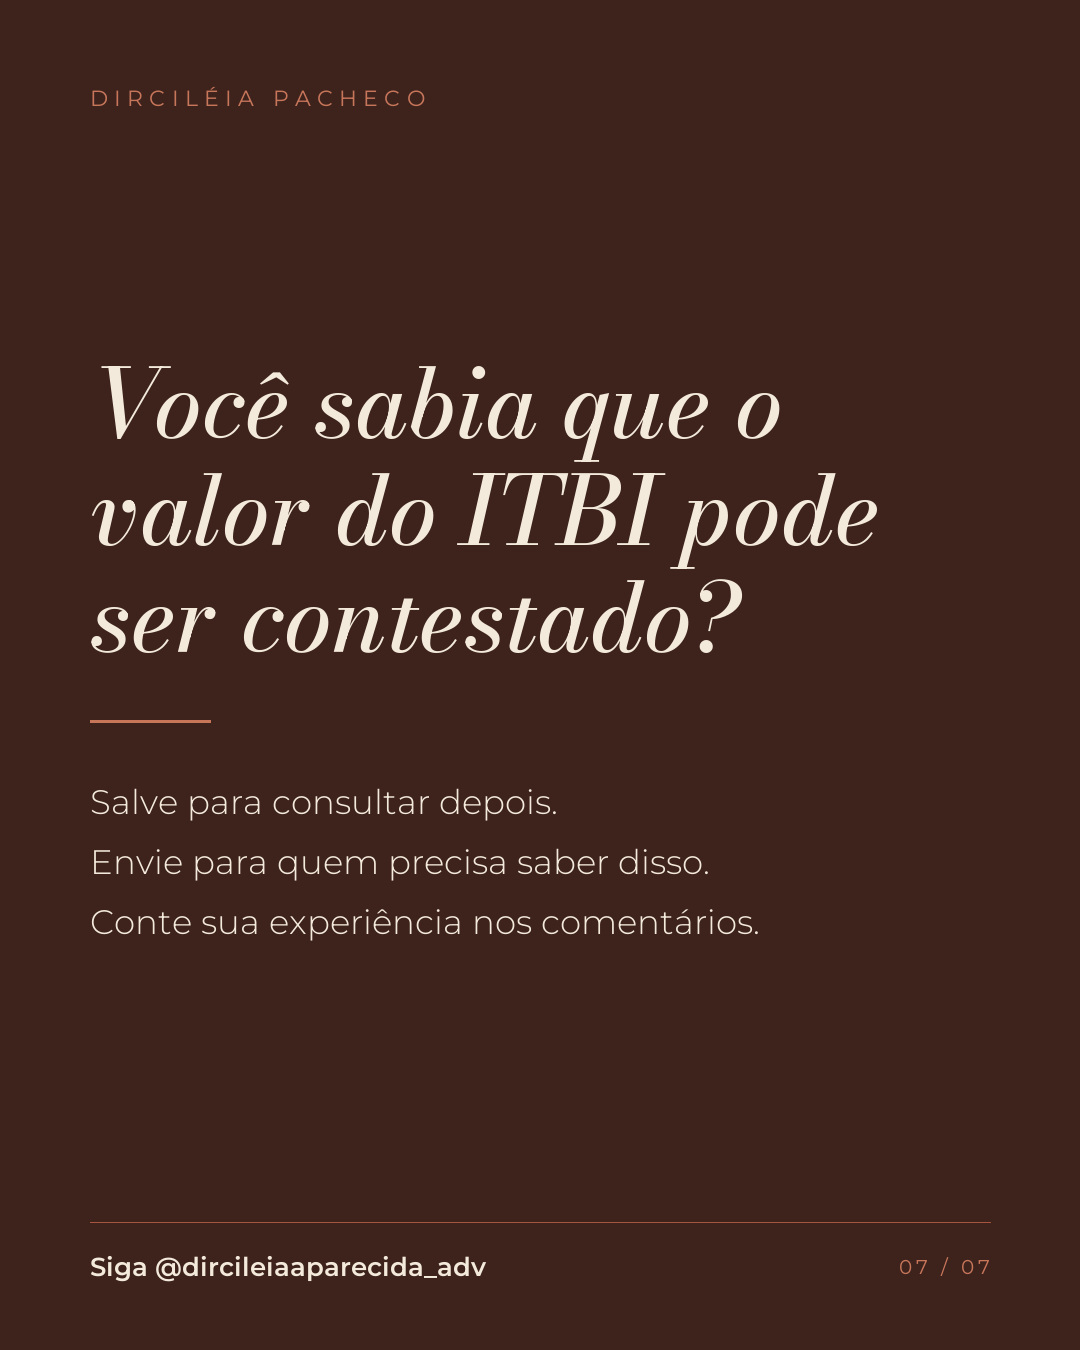 DIRCILÉIA PACHECO
Você sabia que o
valor do ITBI pode
ser contestado?
Salve para consultar depois.
Envie para quem precisa saber disso.
Conte sua experiência nos comentários.
Siga @dircileiaaparecida_adv
07 / 07